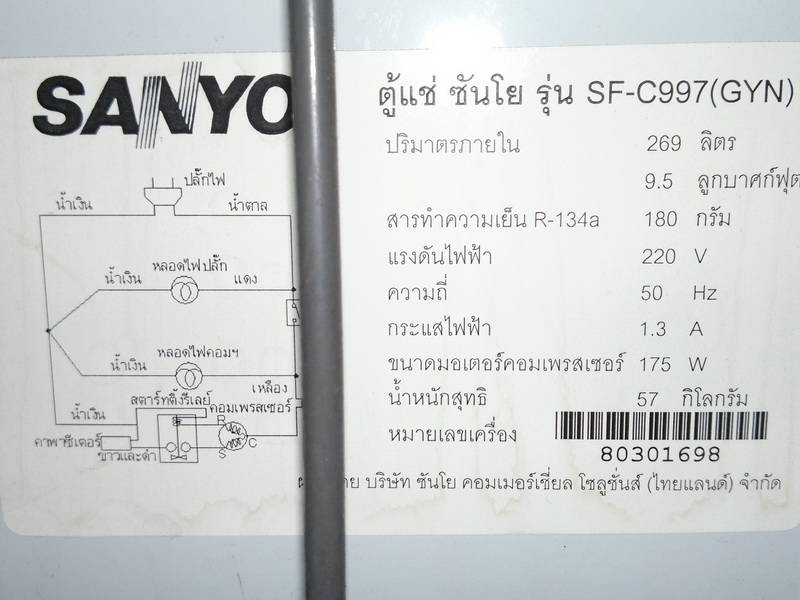 SANYO
ตู้แช่ ซันโย รุ่น SF-C997(GYN)
ปริมาตรภายใน 269 ลิตร
9.5 ลูกบาศก์ฟุต
สารทำความเย็น R-134a 180 กรัม
แรงดันไฟฟ้า 220 V
ความถี่ 50 Hz
กระแสไฟฟ้า 1.3 A
ขนาดมอเตอร์คอมเพรสเซอร์ 175 W
น้ำหนักสุทธิ 57 กิโลกรัม
หมายเลขเครื่อง
80301698
บริษัท ซันโย คอมเมอร์เชี่ยล โซลูชั่นส์ (ไทยแลนด์) จำกัด
ปลั๊กไฟ
น้ำเงิน น้ำตาล
หลอดไฟปลั๊ก
น้ำเงิน แดง
หลอดไฟคอมฯ
น้ำเงิน
เหลือง
สตาร์ทติ้งรีเลย์
น้ำเงิน คอมเพรสเซอร์
R
คาพาซิเตอร์ C
ขาวและดำ S